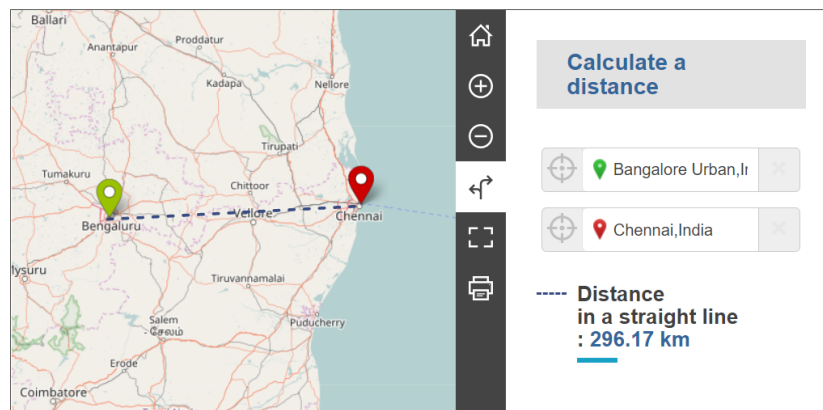 Ballari
Anantapur
Proddatur
Kadapa
Nellore
Tirupati
Tumakuru
Chittoor
Bengaluru
Vellore
Chennai
Tiruvannamalai
Salem
- சேலம்
Puducherry
Erode
Coimbatore
Calculate a
distance
Bangalore Urban,Ir
Chennai,India
Distance
in a straight line
: 296.17 km